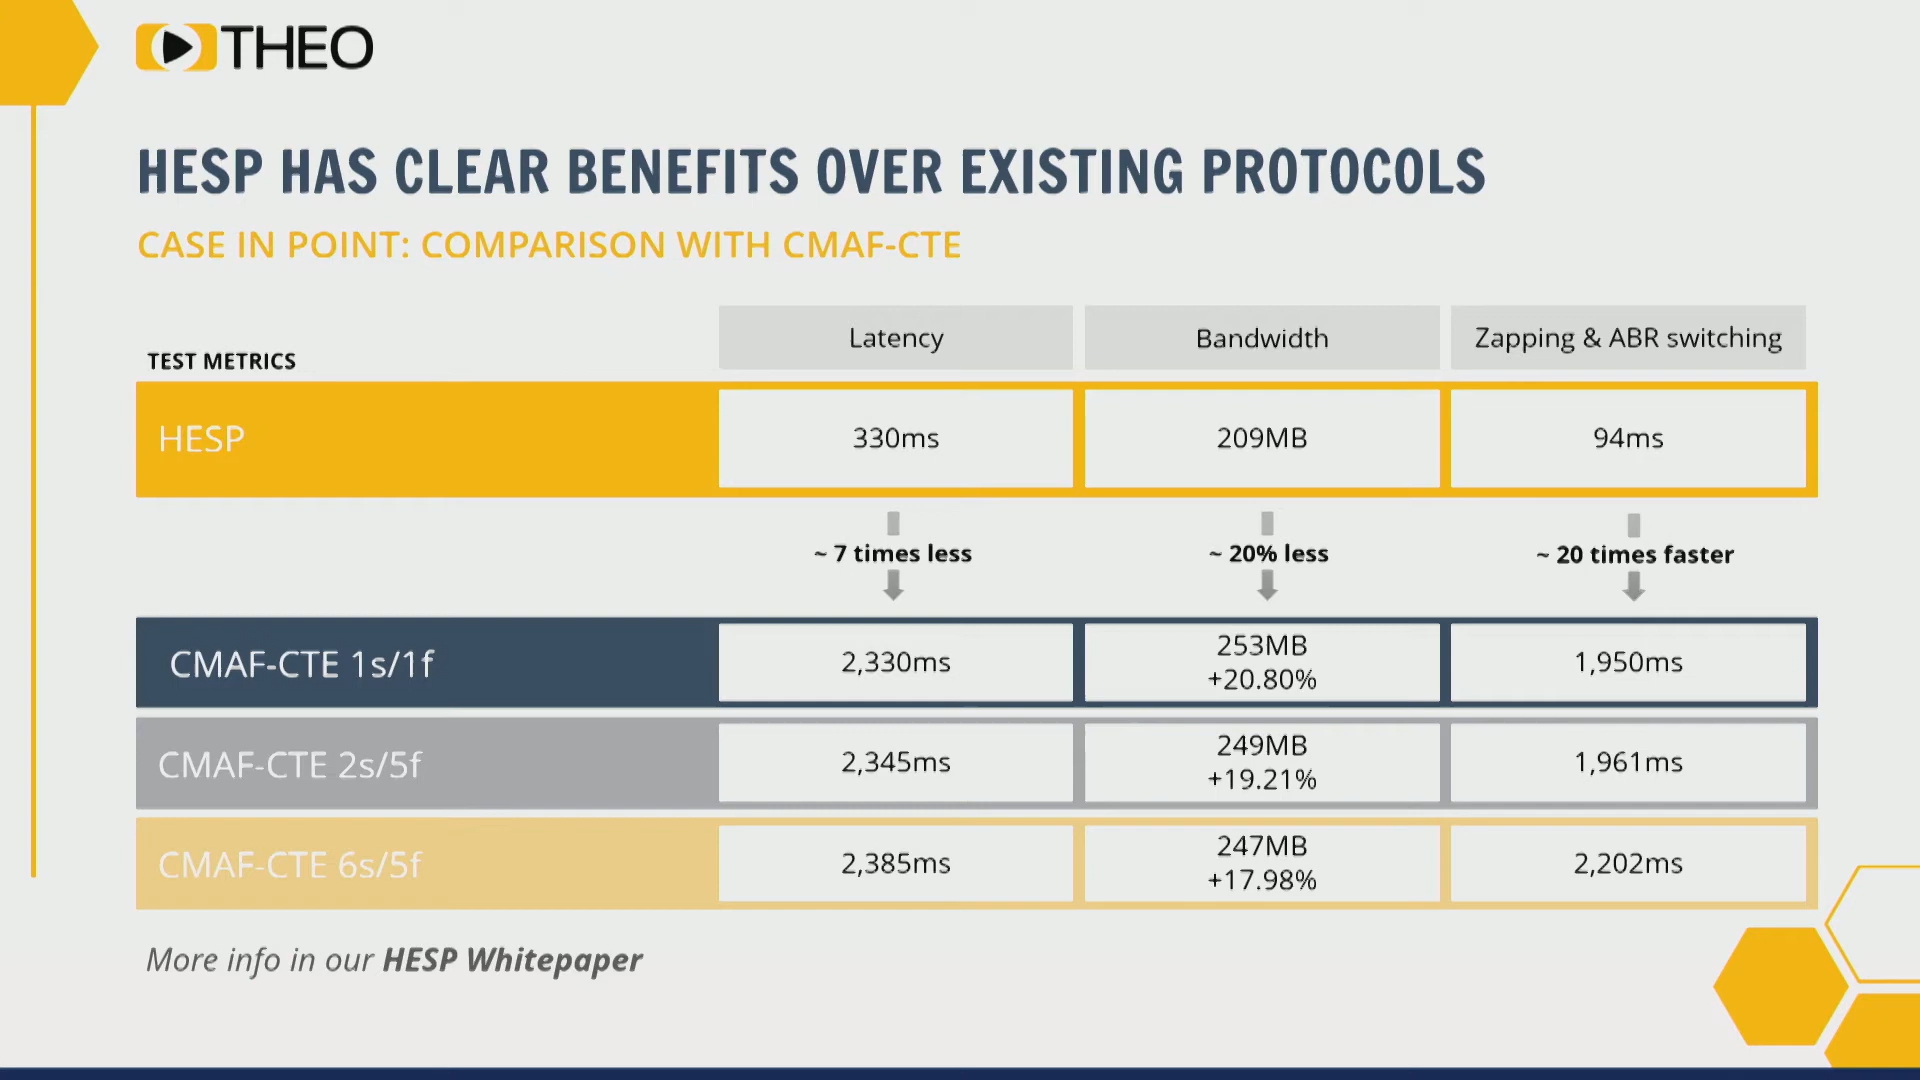 THEO
HESP HAS CLEAR BENEFITS OVER EXISTING PROTOCOLS
CASE IN POINT: COMPARISON WITH CMAF-CTE
TEST METRICS
Latency
Bandwidth
Zapping & ABR switching
HESP
330ms
209MB
94ms
~ 7 times less
~ 20% less
~ 20 times faster
CMAF-CTE 1s/1f
2,330ms
253MB
+20.80%
1,950ms
CMAF-CTE 2s/5f
2,345ms
249MB
+19.21%
1,961ms
CMAF-CTE 6s/5f
2,385ms
247MB
+17.98%
2,202ms
More info in our HESP Whitepaper